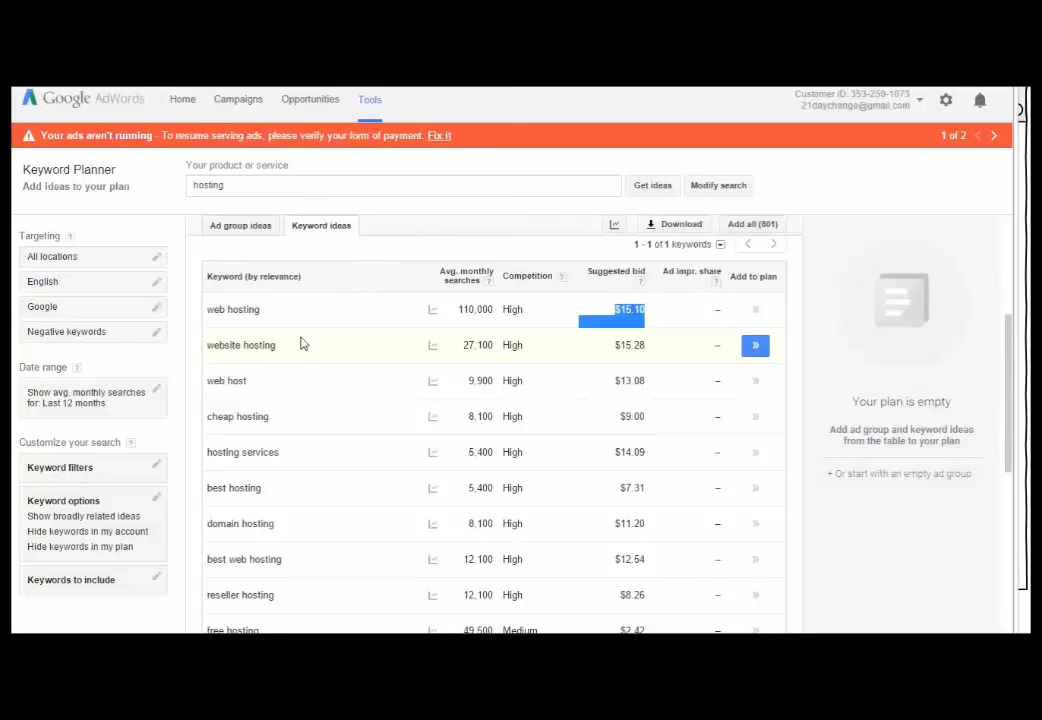 Google AdWords Home Campaigns Opportunities Tools
Customer ID: 353-250-1873
21daychange@gmail.com
Your ads aren't running - To resume serving ads, please verify your form of payment. Fix it 1 of 2
Keyword Planner
Add ideas to your plan
Your product or service
hosting Get ideas Modify search
Targeting ?
All locations
English
Google
Negative keywords
Date range ?
Show avg. monthly searches
for: Last 12 months
Customize your search ?
Keyword filters
Keyword options
Show broadly related ideas
Hide keywords in my account
Hide keywords in my plan
Keywords to include
Ad group ideas Keyword ideas Download Add all (801)
1 - 1 of 1 keywords
Keyword (by relevance) Avg. monthly searches ? Competition ? Suggested bid ? Ad impr. share ? Add to plan
web hosting 110,000 High $15.10 – »
website hosting 27,100 High $15.28 – »
web host 9,900 High $13.08 – »
cheap hosting 8,100 High $9.00 – »
hosting services 5,400 High $14.09 – »
best hosting 5,400 High $7.31 – »
domain hosting 8,100 High $11.20 – »
best web hosting 12,100 High $12.54 – »
reseller hosting 12,100 High $8.26 – »
free hosting 49,500 Medium $2.42 – »
Your plan is empty
Add ad group and keyword ideas
from the table to your plan
+ Or start with an empty ad group